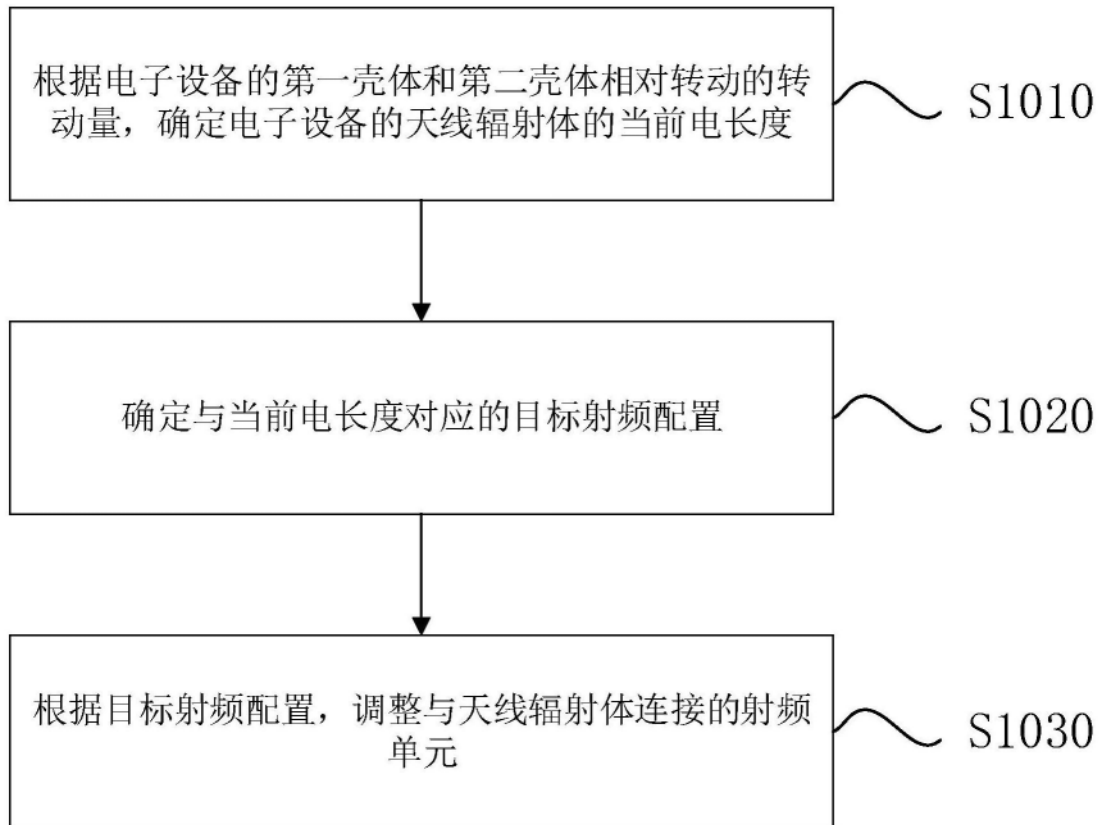 根据电子设备的第一壳体和第二壳体相对转动的转
动量，确定电子设备的天线辐射体的当前电长度
S1010
确定与当前电长度对应的目标射频配置
S1020
根据目标射频配置，调整与天线辐射体连接的射频
单元
S1030